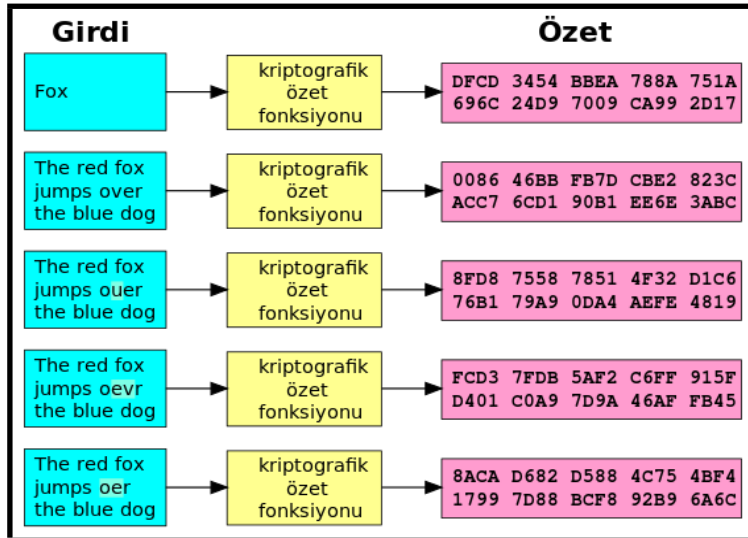 Girdi
Özet
Fox
kriptografik
özet
fonksiyonu
DFCD 3454 BBEA 788A 751A
696C 24D9 7009 CA99 2D17
The red fox
jumps over
the blue dog
kriptografik
özet
fonksiyonu
0086 46BB FB7D CBE2 823C
ACC7 6CD1 90B1 EE6E 3ABC
The red fox
jumps ouer
the blue dog
kriptografik
özet
fonksiyonu
8FD8 7558 7851 4F32 D1C6
76B1 79A9 0DA4 AEFE 4819
The red fox
jumps oevr
the blue dog
kriptografik
özet
fonksiyonu
FCD3 7FDB 5AF2 C6FF 915F
D401 C0A9 7D9A 46AF FB45
The red fox
jumps oer
the blue dog
kriptografik
özet
fonksiyonu
8ACA D682 D588 4C75 4BF4
1799 7D88 BCF8 92B9 6A6C